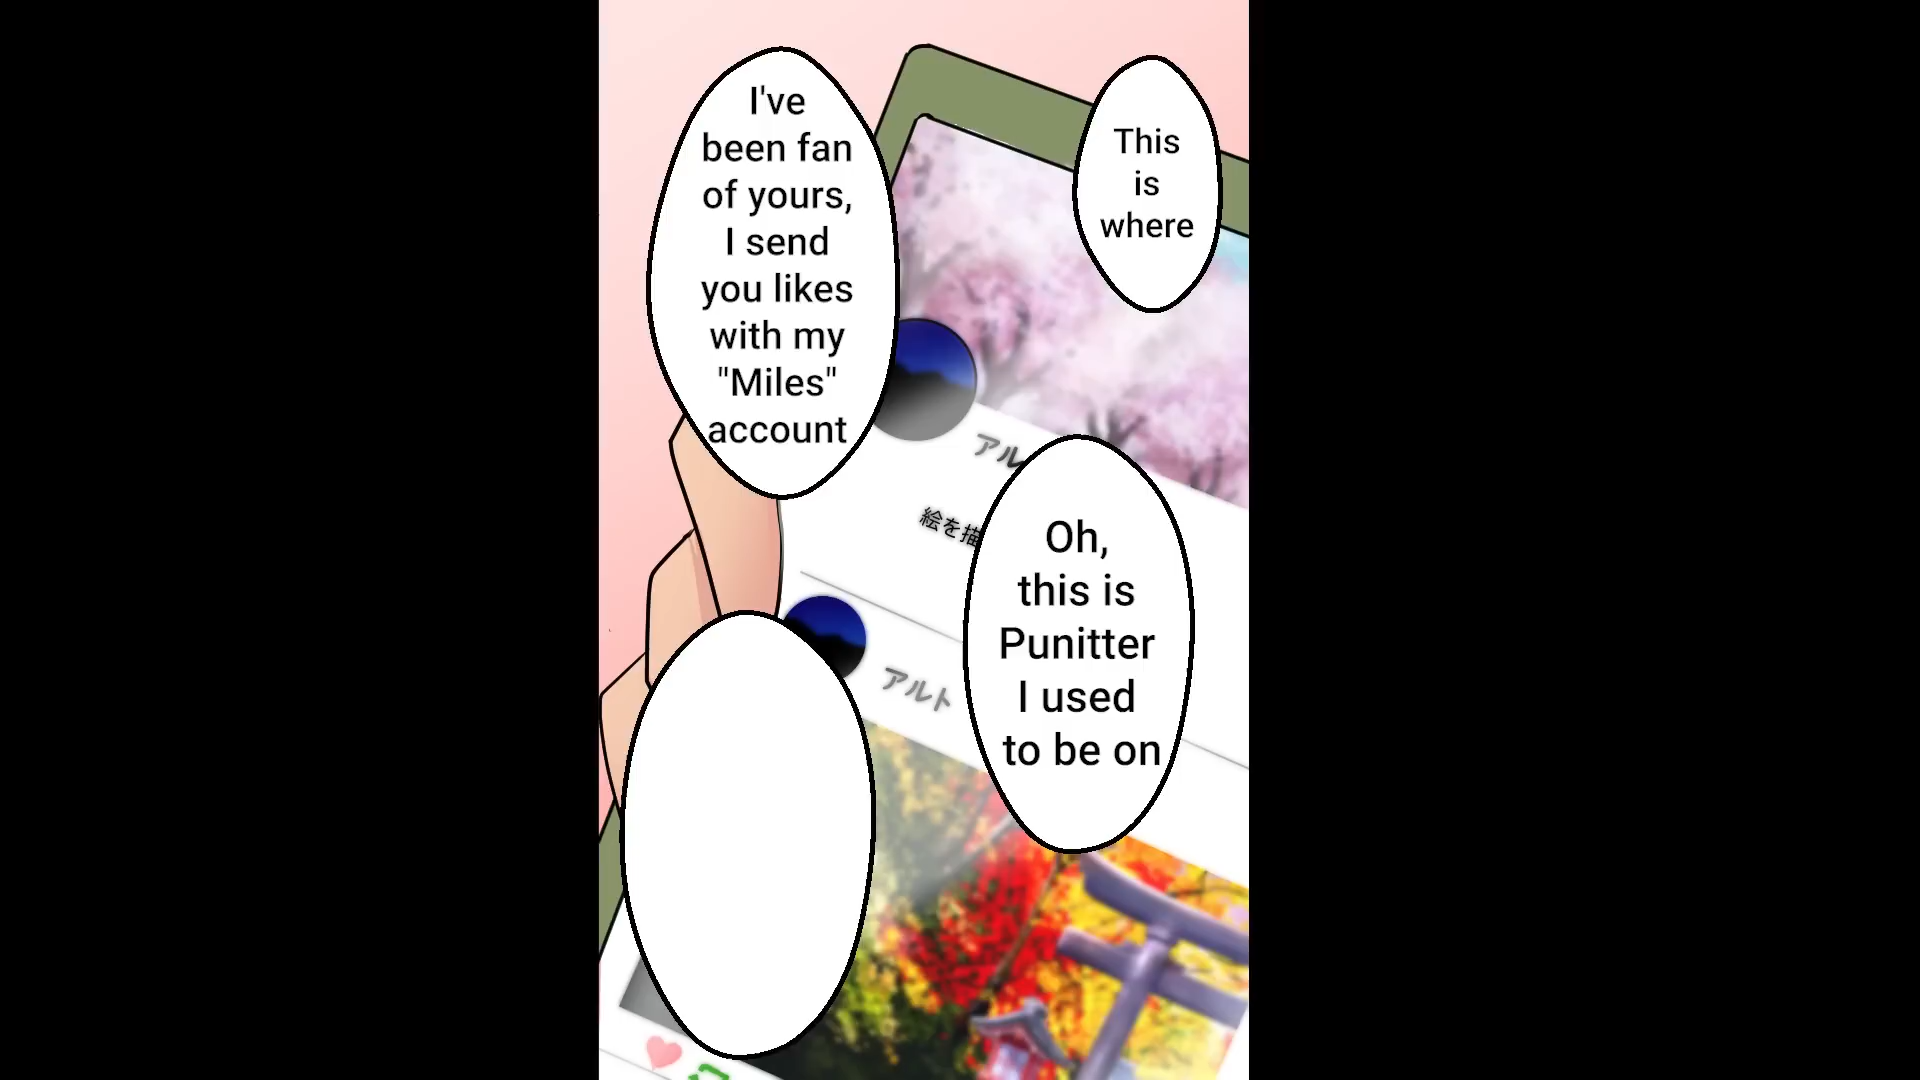 This
is
where
I've
been fan
of yours,
I send
you likes
with my
"Miles"
account
Oh,
this is
Punitter
I used
to be on
アル
絵を描
アルト